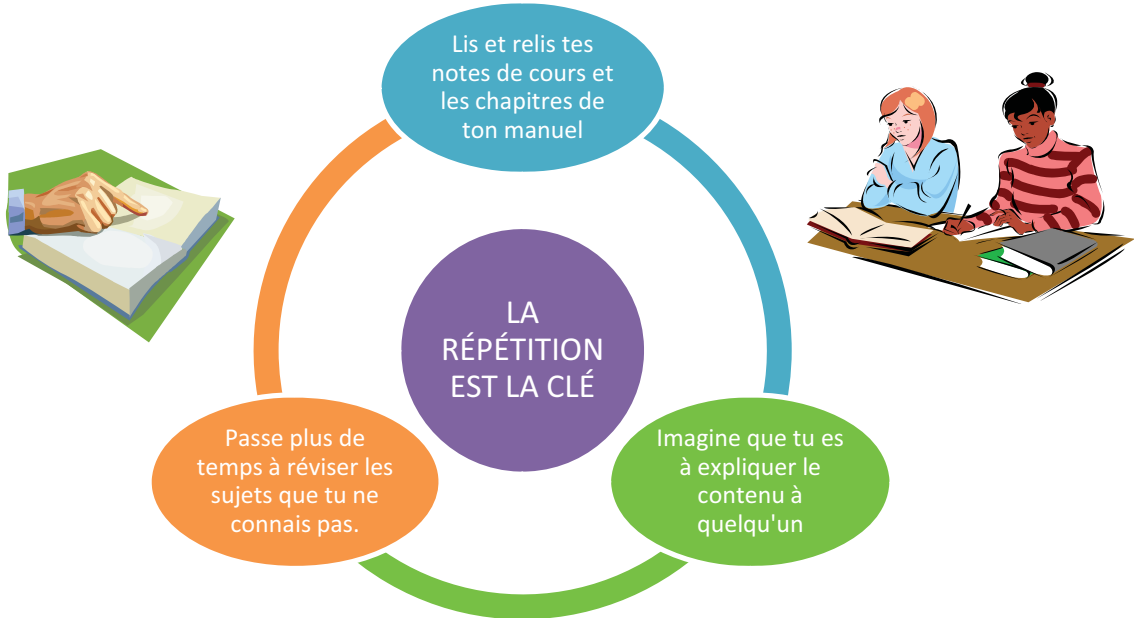 Lis et relis tes
notes de cours et
les chapitres de
ton manuel
LA
RÉPÉTITION
EST LA CLÉ
Imagine que tu es
à expliquer le
contenu à
quelqu'un
Passe plus de
temps à réviser les
sujets que tu ne
connais pas.